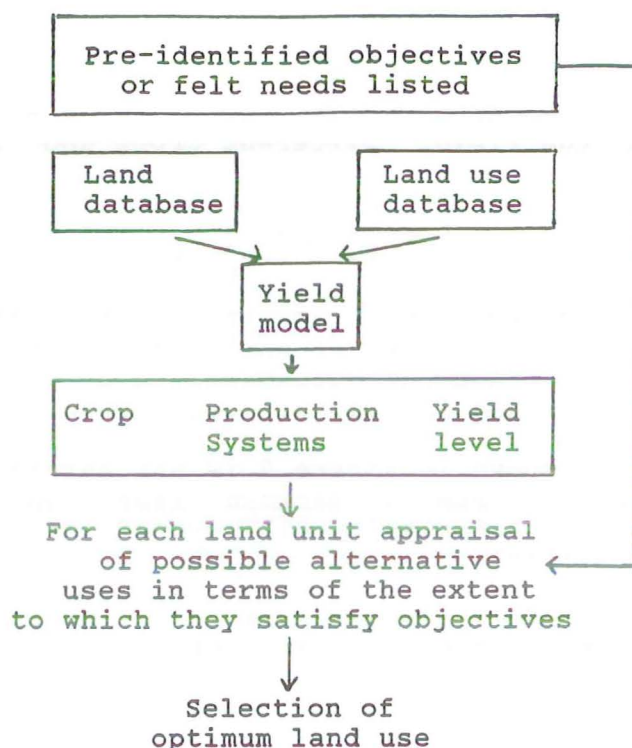 Pre-identified objectives
or felt needs listed
Land
database
Land use
database
Yield
model
Crop Production Yield
Systems level
For each land unit appraisal
of possible alternative
uses in terms of the extent
to which they satisfy objectives
Selection of
optimum land use